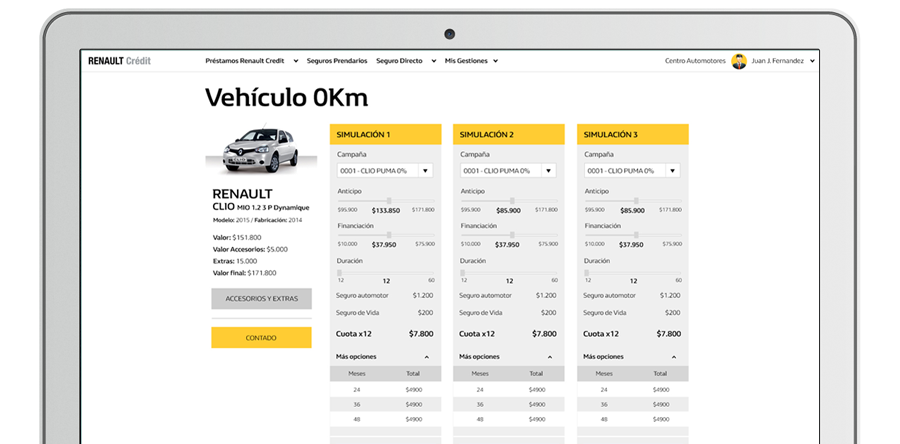 RENAULT Crédit
Préstamos Renault Credit Seguros Prendarios Seguro Directo Mis Gestiones
Centro Automotores Juan J. Fernandez
Vehículo 0Km
RENAULT
CLIO MIO 1.2 3 P Dynamique
Modelo: 2015 / Fabricación: 2014
Valor: $151.800
Valor Accesorios: $5.000
Extras: 15.000
Valor final: $171.800
ACCESORIOS Y EXTRAS
CONTADO
SIMULACIÓN 1
Campaña
0001 - CLIO PUMA 0%
Anticipo
$95.900 $133.850 $171.800
Financiación
$10.000 $37.950 $75.900
Duración
12 12 60
Seguro automotor $1.200
Seguro de Vida $200
Cuota x12 $7.800
Más opciones
Meses Total
24 $4900
36 $4900
48 $4900
SIMULACIÓN 2
Campaña
0001 - CLIO PUMA 0%
Anticipo
$95.900 $85.900 $171.800
Financiación
$10.000 $37.950 $75.900
Duración
12 12 60
Seguro automotor $1.200
Seguro de Vida $200
Cuota x12 $7.800
Más opciones
Meses Total
24 $4900
36 $4900
48 $4900
SIMULACIÓN 3
Campaña
0001 - CLIO PUMA 0%
Anticipo
$95.900 $85.900 $171.800
Financiación
$10.000 $37.950 $75.900
Duración
12 12 60
Seguro automotor $1.200
Seguro de Vida $200
Cuota x12 $7.800
Más opciones
Meses Total
24 $4900
36 $4900
48 $4900